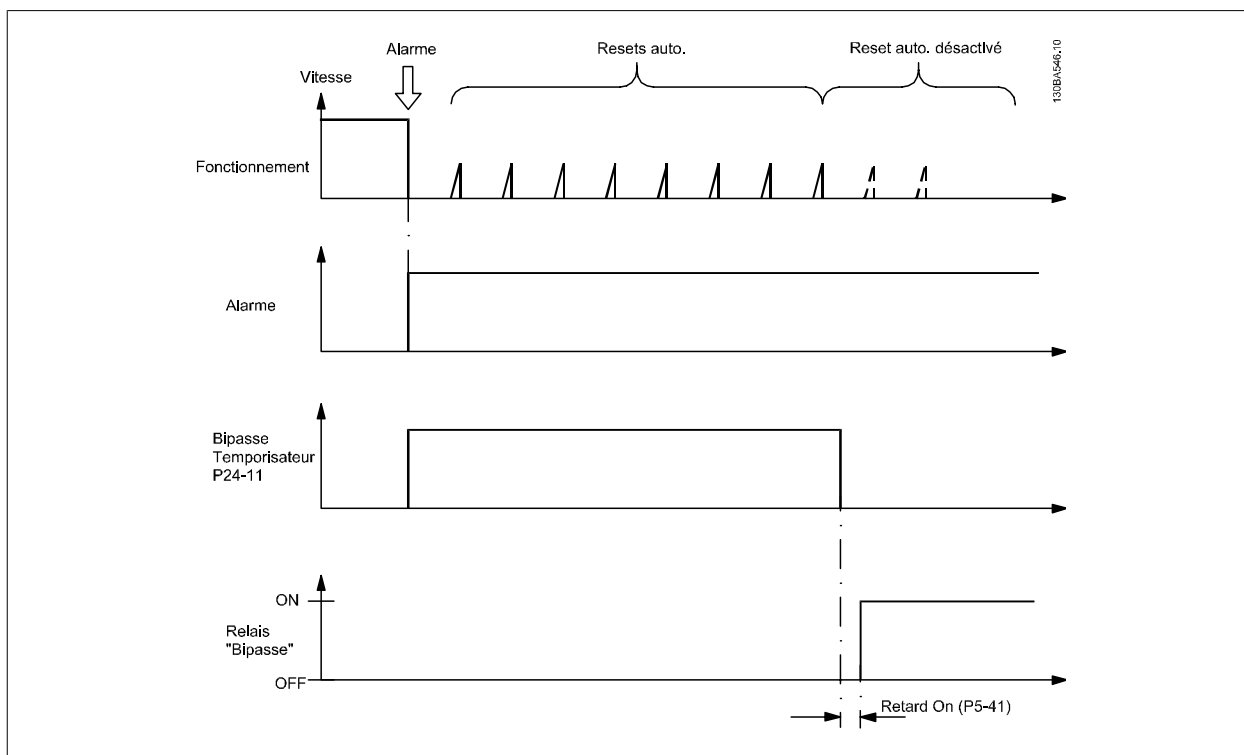 Alarme
Resets auto.
Reset auto. désactivé
130BA546.10
Vitesse
Fonctionnement
Alarme
Bipasse
Temporisateur
P24-11
ON
Relais
"Bipasse"
OFF
Retard On (P5-41)